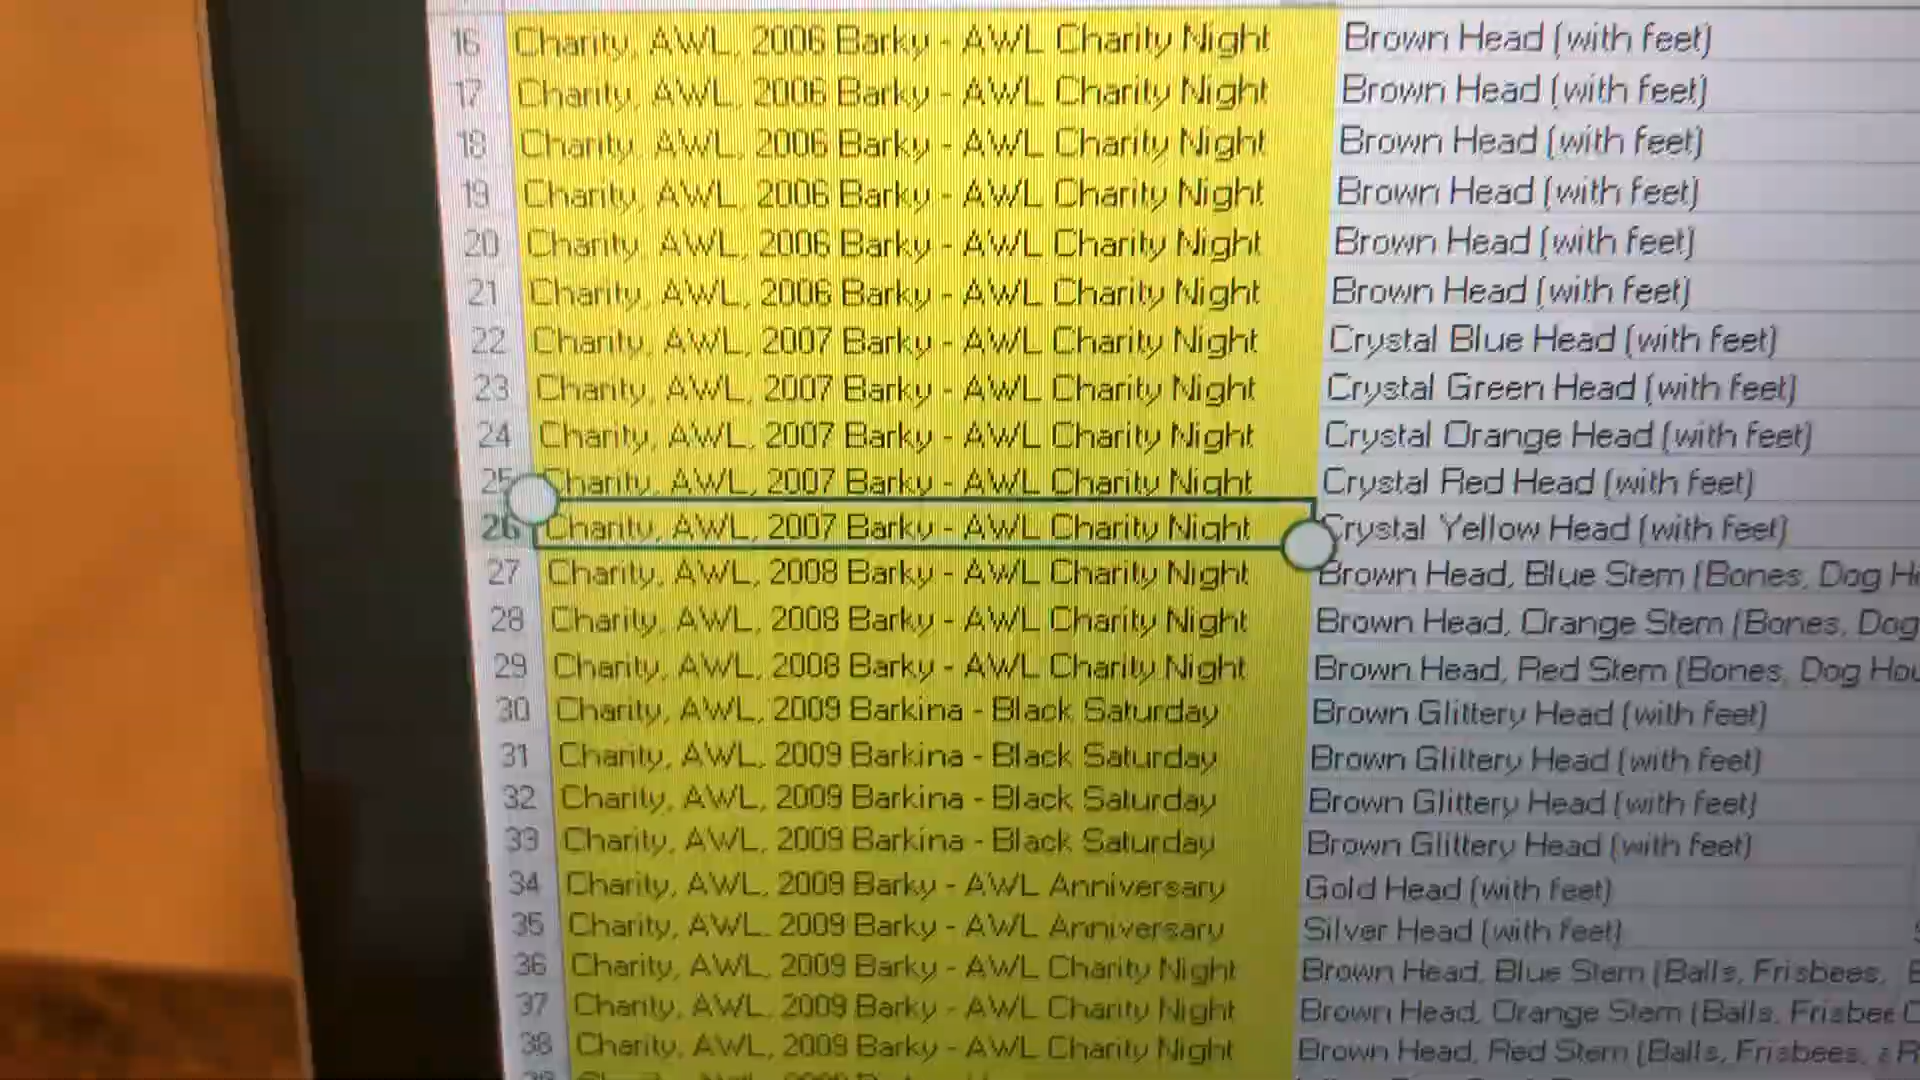 16 Charity, AWL, 2006 Barky - AWL Charity Night Brown Head (with feet)
17 Charity, AWL, 2006 Barky - AWL Charity Night Brown Head (with feet)
18 Charity, AWL, 2006 Barky - AWL Charity Night Brown Head (with feet)
19 Charity, AWL, 2006 Barky - AWL Charity Night Brown Head (with feet)
20 Charity, AWL, 2006 Barky - AWL Charity Night Brown Head (with feet)
21 Charity, AWL, 2006 Barky - AWL Charity Night Brown Head (with feet)
22 Charity, AWL, 2007 Barky - AWL Charity Night Crystal Blue Head (with feet)
23 Charity, AWL, 2007 Barky - AWL Charity Night Crystal Green Head (with feet)
24 Charity, AWL, 2007 Barky - AWL Charity Night Crystal Orange Head (with feet)
25 Charity, AWL, 2007 Barky - AWL Charity Night Crystal Red Head (with feet)
26 Charity, AWL, 2007 Barky - AWL Charity Night Crystal Yellow Head (with feet)
27 Charity, AWL, 2008 Barky - AWL Charity Night Brown Head, Blue Stem (Bones, Dog
28 Charity, AWL, 2008 Barky - AWL Charity Night Brown Head, Orange Stem (Bones, Dog
29 Charity, AWL, 2008 Barky - AWL Charity Night Brown Head, Red Stem (Bones, Dog
30 Charity, AWL, 2009 Barkina - Black Saturday Brown Glittery Head (with feet)
31 Charity, AWL, 2009 Barkina - Black Saturday Brown Glittery Head (with feet)
32 Charity, AWL, 2009 Barkina - Black Saturday Brown Glittery Head (with feet)
33 Charity, AWL, 2009 Barkina - Black Saturday Brown Glittery Head (with feet)
34 Charity, AWL, 2009 Barky - AWL Anniversary Gold Head (with feet)
35 Charity, AWL, 2009 Barky - AWL Anniversary Silver Head (with feet)
36 Charity, AWL, 2009 Barky - AWL Charity Night Brown Head, Blue Stem (Balls, Frisbees,
37 Charity, AWL, 2009 Barky - AWL Charity Night Brown Head, Orange Stem (Balls,
38 Charity, AWL, 2009 Barky - AWL Charity Night Brown Head, Red Stem (Balls, Frisbees,